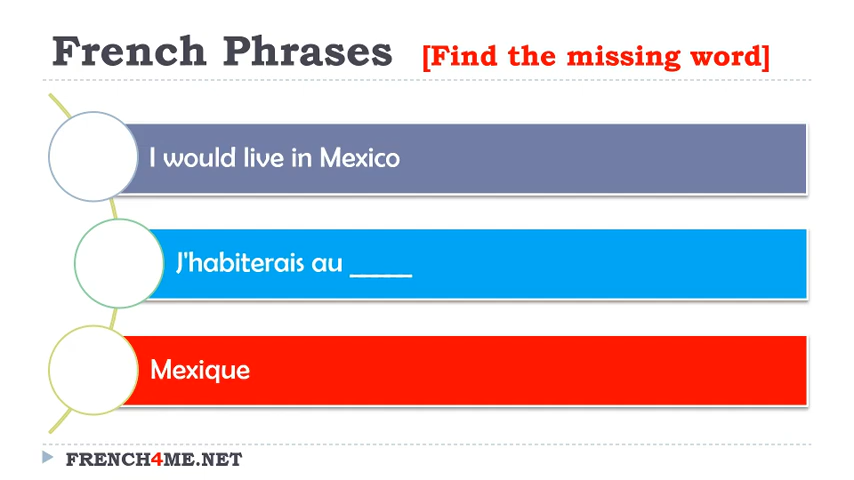 French Phrases [Find the missing word]
I would live in Mexico
J'habiterais au _____
Mexique
FRENCH4ME.NET